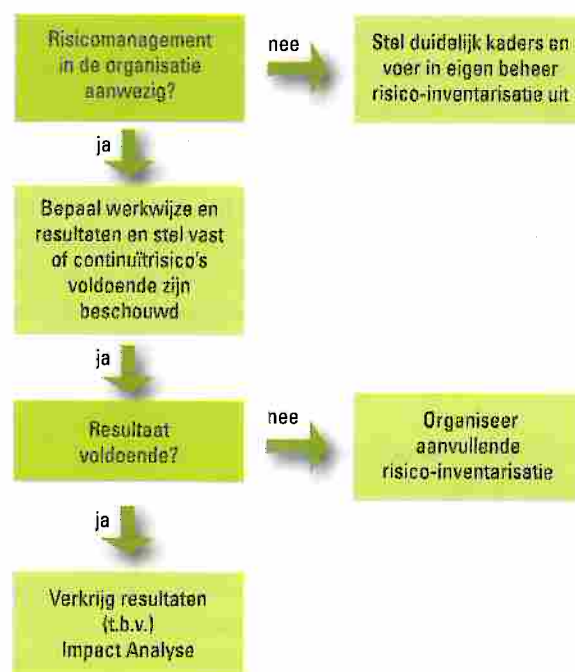 Risicomanagement
in de organisatie
aanwezig?
nee
Stel duidelijk kaders en
voer in eigen beheer
risico-inventarisatie uit
ja
Bepaal werkwijze en
resultaten en stel vast
of continuïtrisico's
voldoende zijn
beschouwd
ja
Resultaat
voldoende?
nee
Organiseer
aanvullende
risico-inventarisatie
ja
Verkrijg resultaten
(t.b.v.)
Impact Analyse